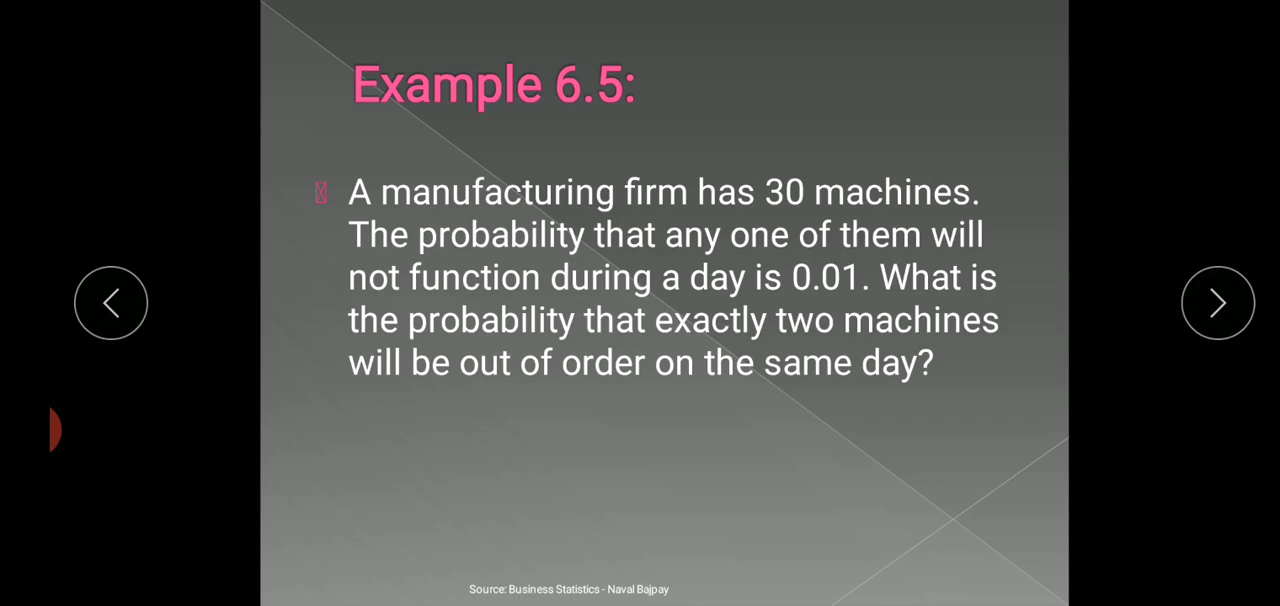 Example 6.5:
A manufacturing firm has 30 machines.
The probability that any one of them will
not function during a day is 0.01. What is
the probability that exactly two machines
will be out of order on the same day?
Source: Business Statistics - Naval Bajpay